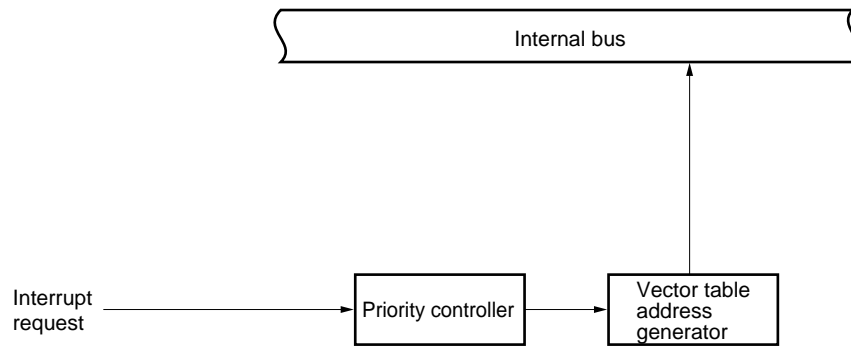 Internal bus
Interrupt
request
Priority controller
Vector table
address
generator